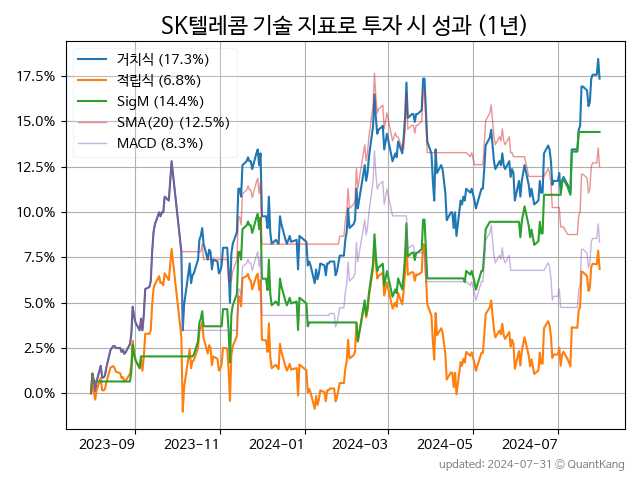 SK텔레콤 기술 지표로 투자 시 성과 (1년)
거치식 (17.3%)
적립식 (6.8%)
SigM (14.4%)
SMA(20) (12.5%)
MACD (8.3%)
17.5%
15.0%
12.5%
10.0%
7.5%
5.0%
2.5%
0.0%
2023-09 2023-11 2024-01 2024-03 2024-05 2024-07
updated: 2024-07-31 © QuantKang